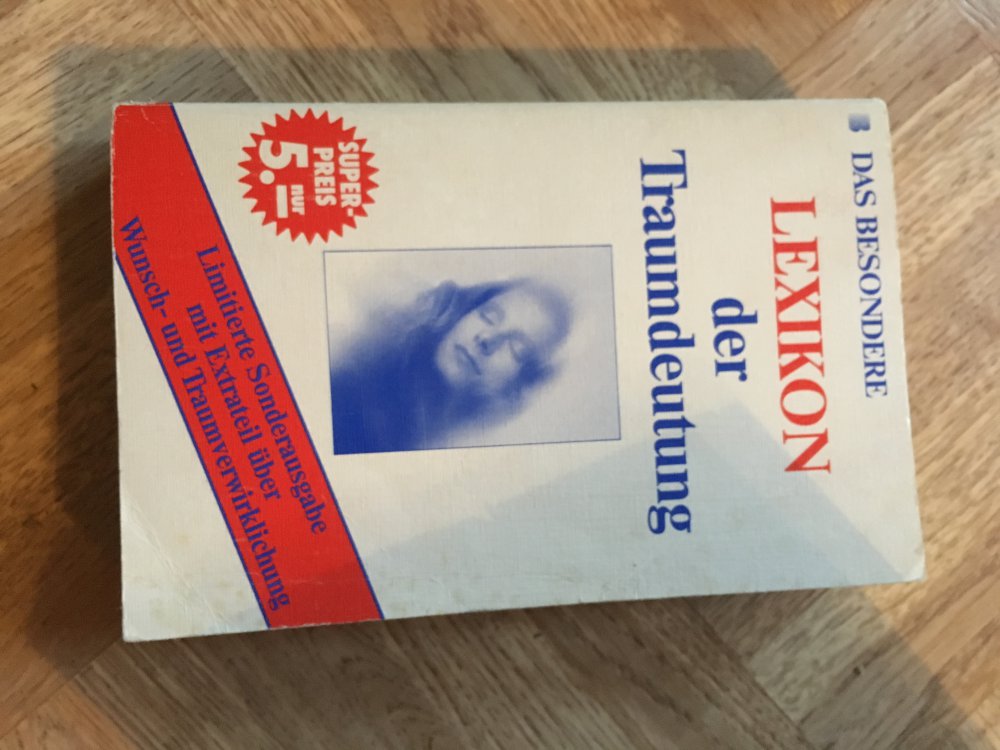 B DAS BESONDERE
LEXIKON
der
Traumdeutung
SUPER-
PREIS
nur
5.—
Limitierte Sonderausgabe
mit Extrateil über
Wunsch- und Traumverwirklichung